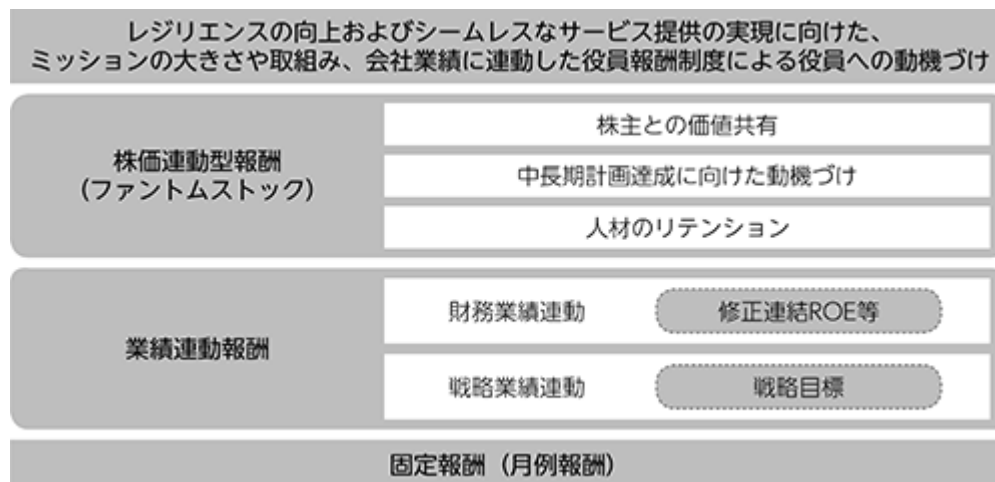 レジリエンスの向上およびシームレスなサービス提供の実現に向けた、
ミッションの大きさや取組み、会社業績に連動した役員報酬制度による役員への動機づけ
株価連動型報酬
(ファントムストック)
株主との価値共有
中長期計画達成に向けた動機づけ
人材のリテンション
業績連動報酬
財務業績連動 修正連結ROE等
戦略業績連動 戦略目標
固定報酬（月例報酬）